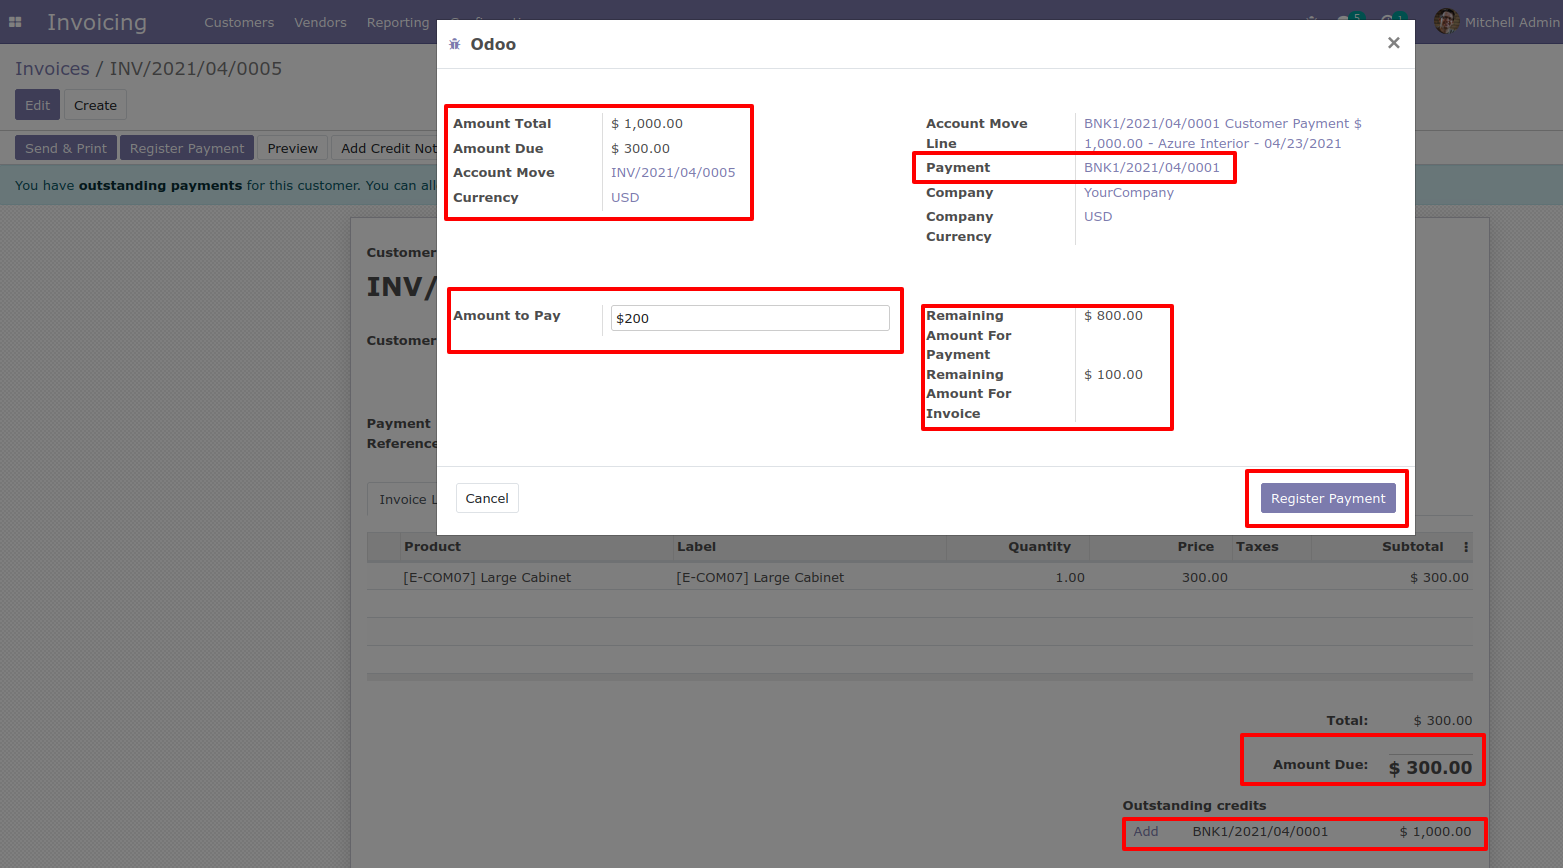 Invoicing
Customers
Vendors
Reporting
5
1
Mitchell Admin
Odoo
×
Invoices / INV/2021/04/0005
Edit
Create
Send & Print
Register Payment
Preview
Add Credit Not
You have outstanding payments for this customer. You can all
Amount Total $ 1,000.00
Amount Due $ 300.00
Account Move INV/2021/04/0005
Currency USD
Account Move Line
BNK1/2021/04/0001 Customer Payment $
1,000.00 - Azure Interior - 04/23/2021
Payment BNK1/2021/04/0001
Company YourCompany
Company Currency
USD
Amount to Pay $200
Remaining
Amount For
Payment
$ 800.00
Remaining
Amount For
Invoice
$ 100.00
Cancel
Register Payment
Customer
INV/
Customer
Payment
Reference
Invoice L
Product Label Quantity Price Taxes Subtotal
[E-COM07] Large Cabinet [E-COM07] Large Cabinet 1.00 300.00 $ 300.00
Total: $ 300.00
Amount Due: $ 300.00
Outstanding credits
Add BNK1/2021/04/0001 $ 1,000.00